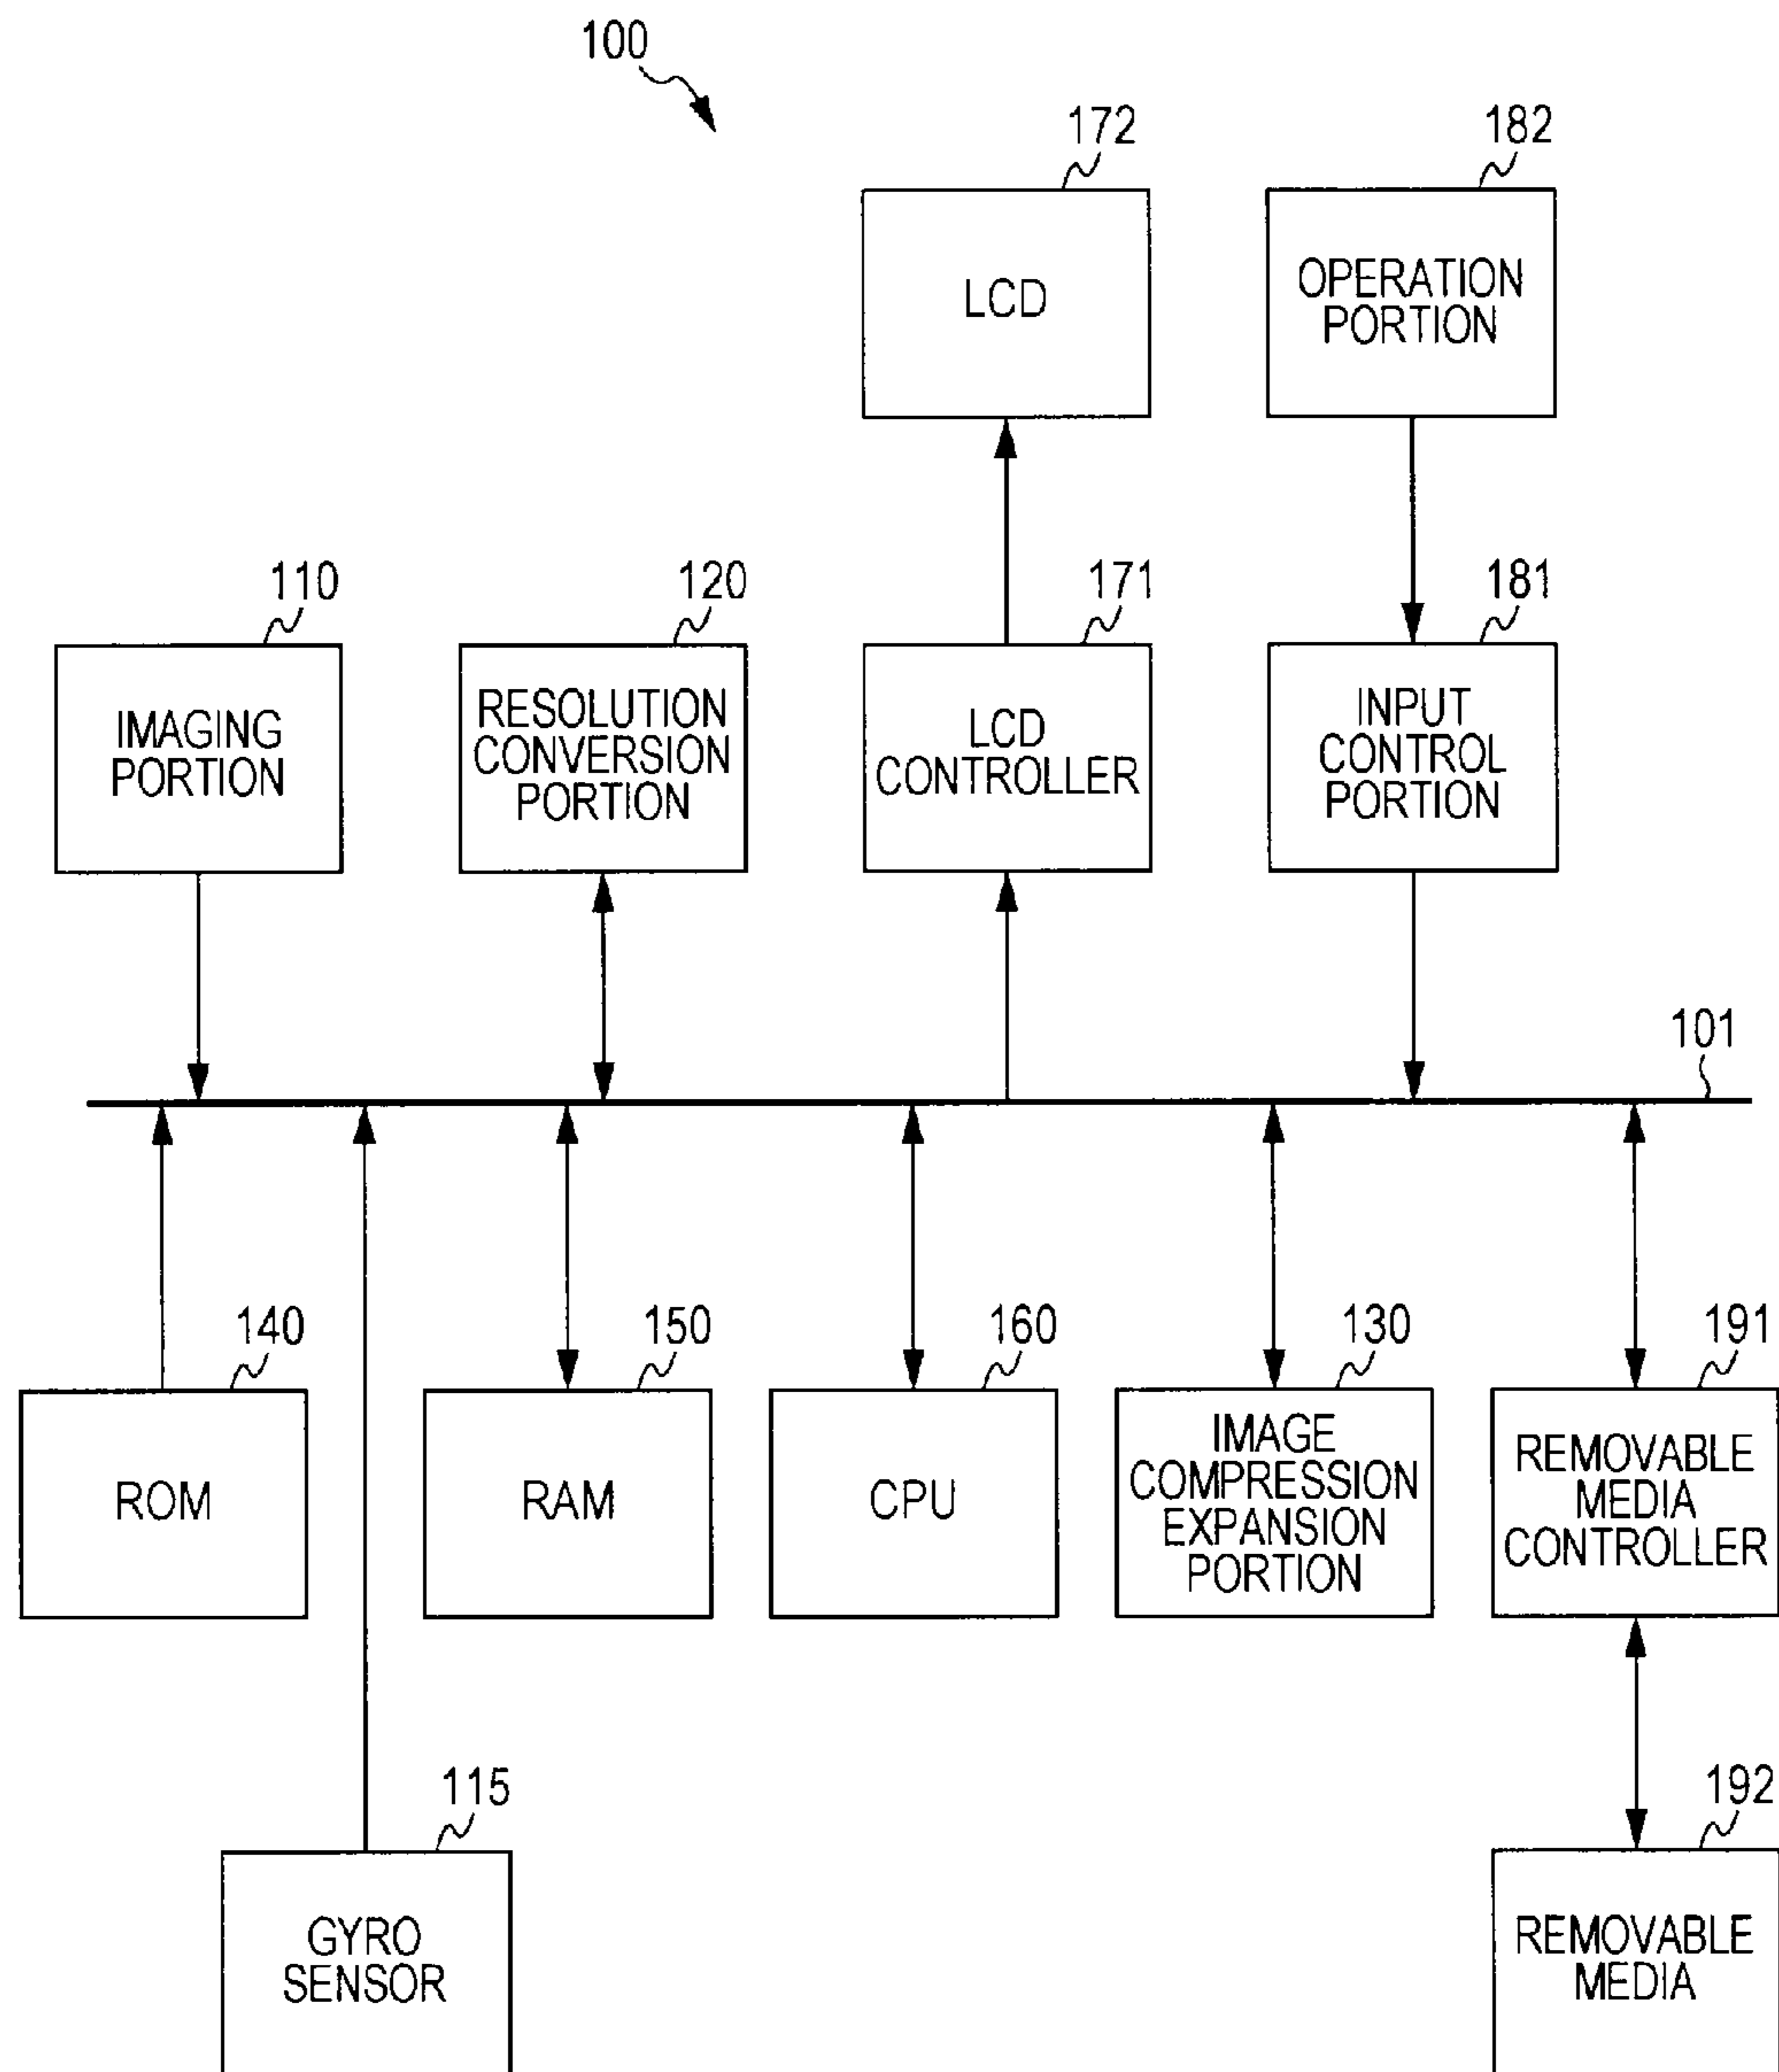 100
172
182
LCD
OPERATION
PORTION
110
120
171
181
IMAGING
PORTION
RESOLUTION
CONVERSION
PORTION
LCD
CONTROLLER
INPUT
CONTROL
PORTION
101
140
150
160
130
191
ROM
RAM
CPU
IMAGE
COMPRESSION
EXPANSION
PORTION
REMOVABLE
MEDIA
CONTROLLER
115
192
GYRO
SENSOR
REMOVABLE
MEDIA